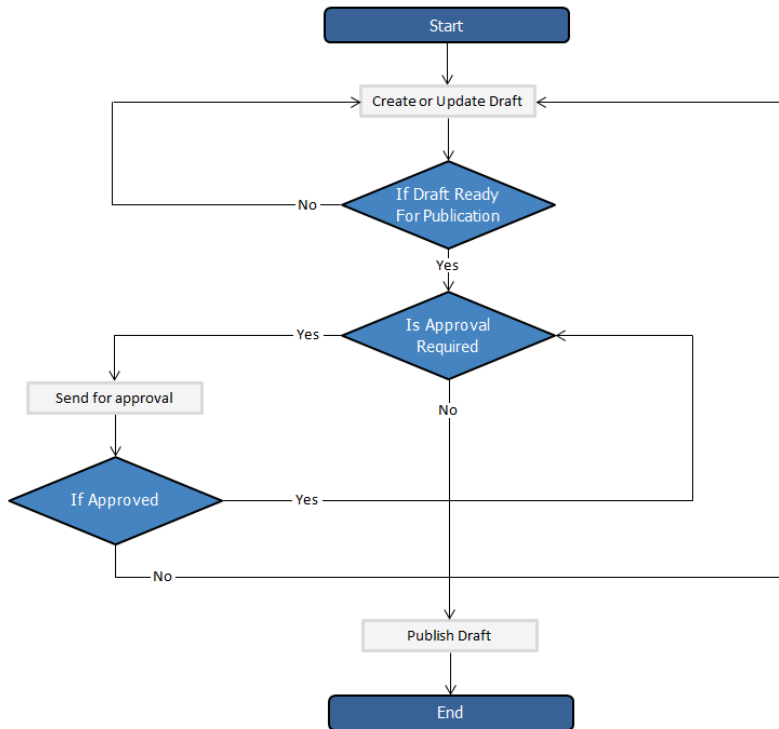 Start
Create or Update Draft
If Draft Ready
For Publication
No
Yes
Is Approval
Required
Yes
Send for approval
No
If Approved
Yes
No
Publish Draft
End